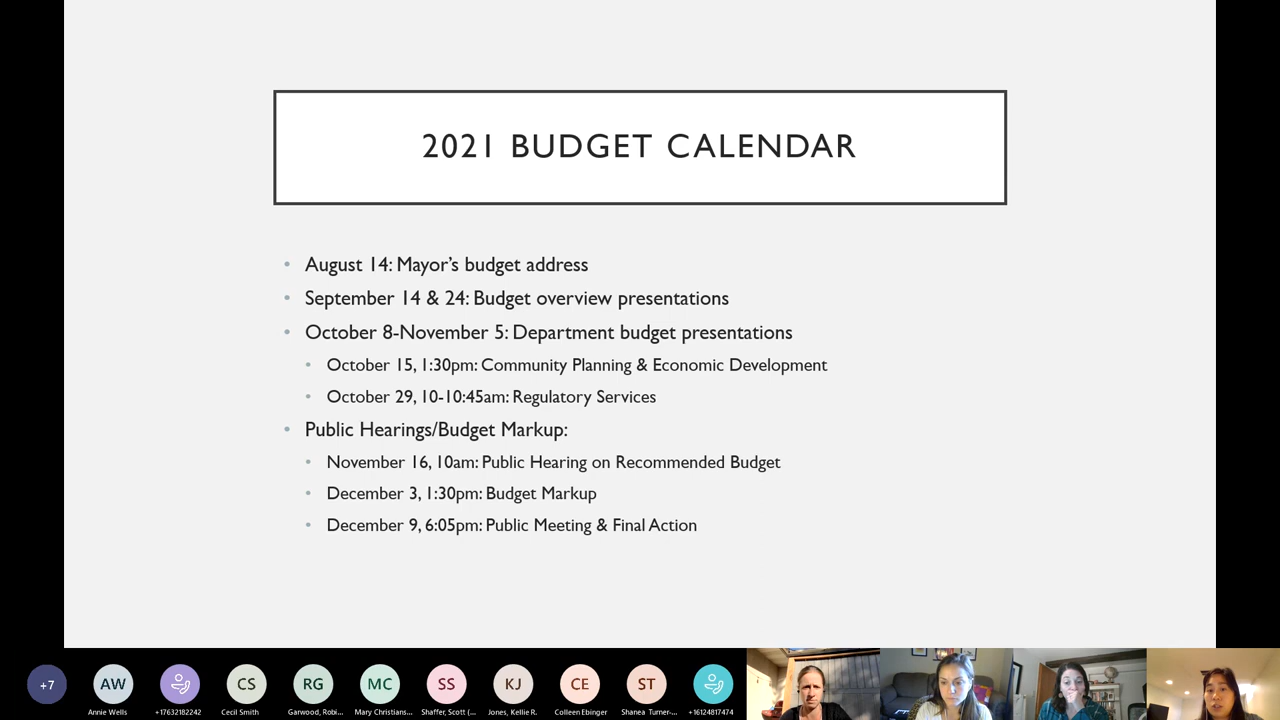 2021 BUDGET CALENDAR
• August 14: Mayor's budget address
• September 14 & 24: Budget overview presentations
• October 8-November 5: Department budget presentations
• October 15, 1:30pm: Community Planning & Economic Development
• October 29, 10-10:45am: Regulatory Services
• Public Hearings/Budget Markup:
• November 16, 10am: Public Hearing on Recommended Budget
• December 3, 1:30pm: Budget Markup
• December 9, 6:05pm: Public Meeting & Final Action
+7 AW CS RG MC SS KJ CE ST
Annie Wells +17632182242 Cecil Smith Garwood, Robi... Mary Christians... Shaffer, Scott (... Jones, Kellie R. Colleen Ebinger Shanea Turner-... +16124817474